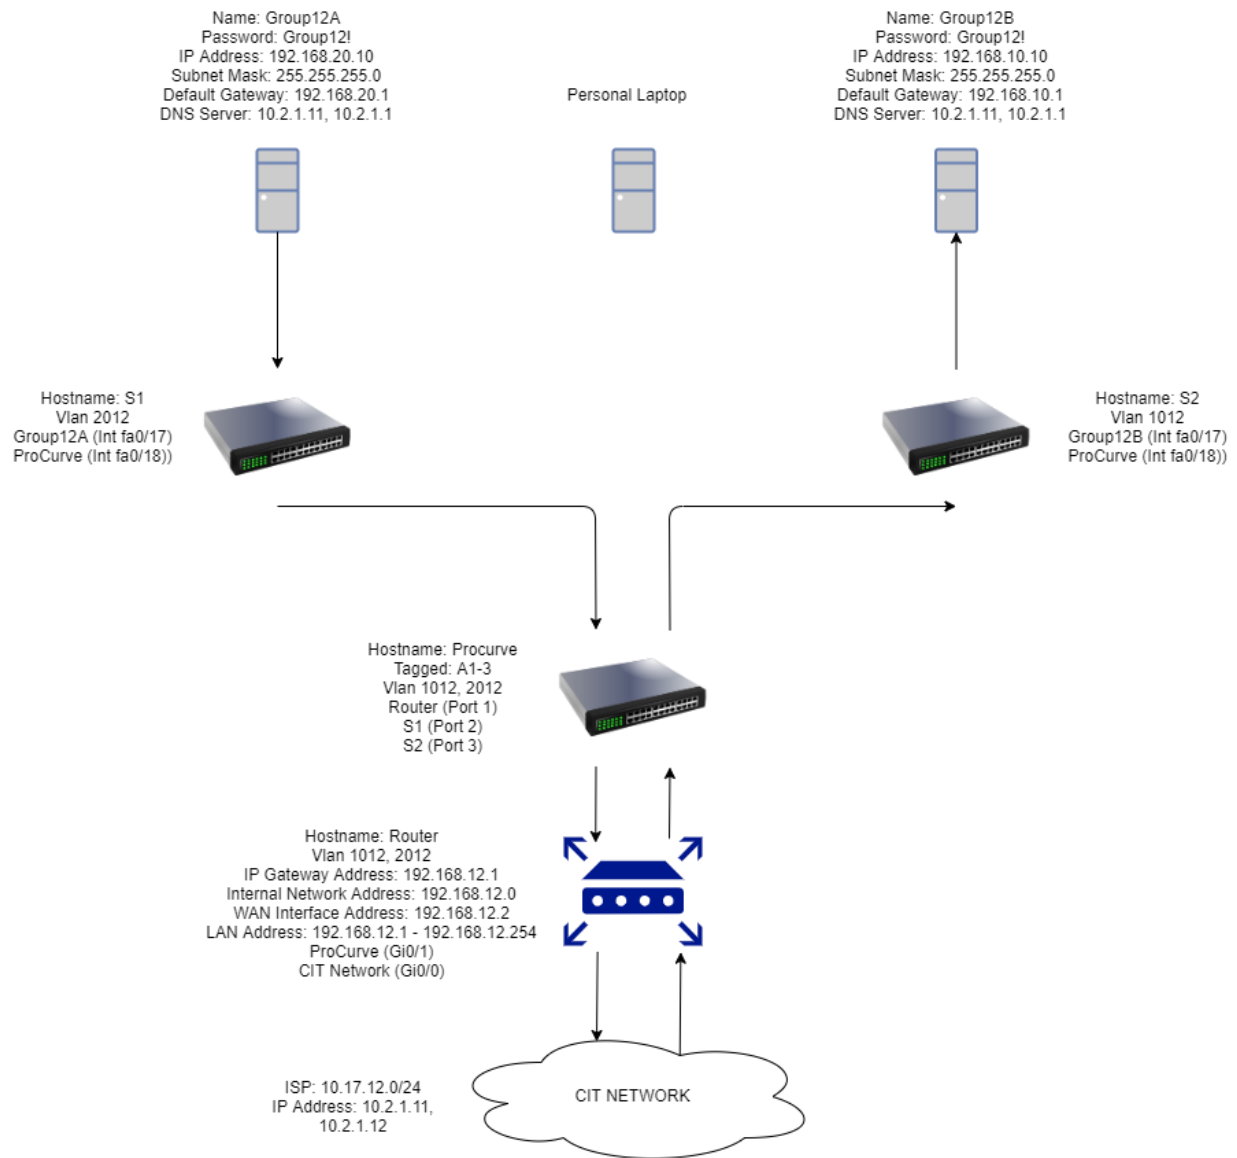 Name: Group12A
Password: Group12!
IP Address: 192.168.20.10
Subnet Mask: 255.255.255.0
Default Gateway: 192.168.20.1
DNS Server: 10.2.1.11, 10.2.1.1
Personal Laptop
Name: Group12B
Password: Group12!
IP Address: 192.168.10.10
Subnet Mask: 255.255.255.0
Default Gateway: 192.168.10.1
DNS Server: 10.2.1.11, 10.2.1.1
Hostname: S1
Vlan 2012
Group12A (Int fa0/17)
ProCurve (Int fa0/18))
Hostname: S2
Vlan 1012
Group12B (Int fa0/17)
ProCurve (Int fa0/18))
Hostname: Procurve
Tagged: A1-3
Vlan 1012, 2012
Router (Port 1)
S1 (Port 2)
S2 (Port 3)
Hostname: Router
Vlan 1012, 2012
IP Gateway Address: 192.168.12.1
Internal Network Address: 192.168.12.0
WAN Interface Address: 192.168.12.2
LAN Address: 192.168.12.1 - 192.168.12.254
ProCurve (Gi0/1)
CIT Network (Gi0/0)
ISP: 10.17.12.0/24
IP Address: 10.2.1.11,
10.2.1.12
CIT NETWORK